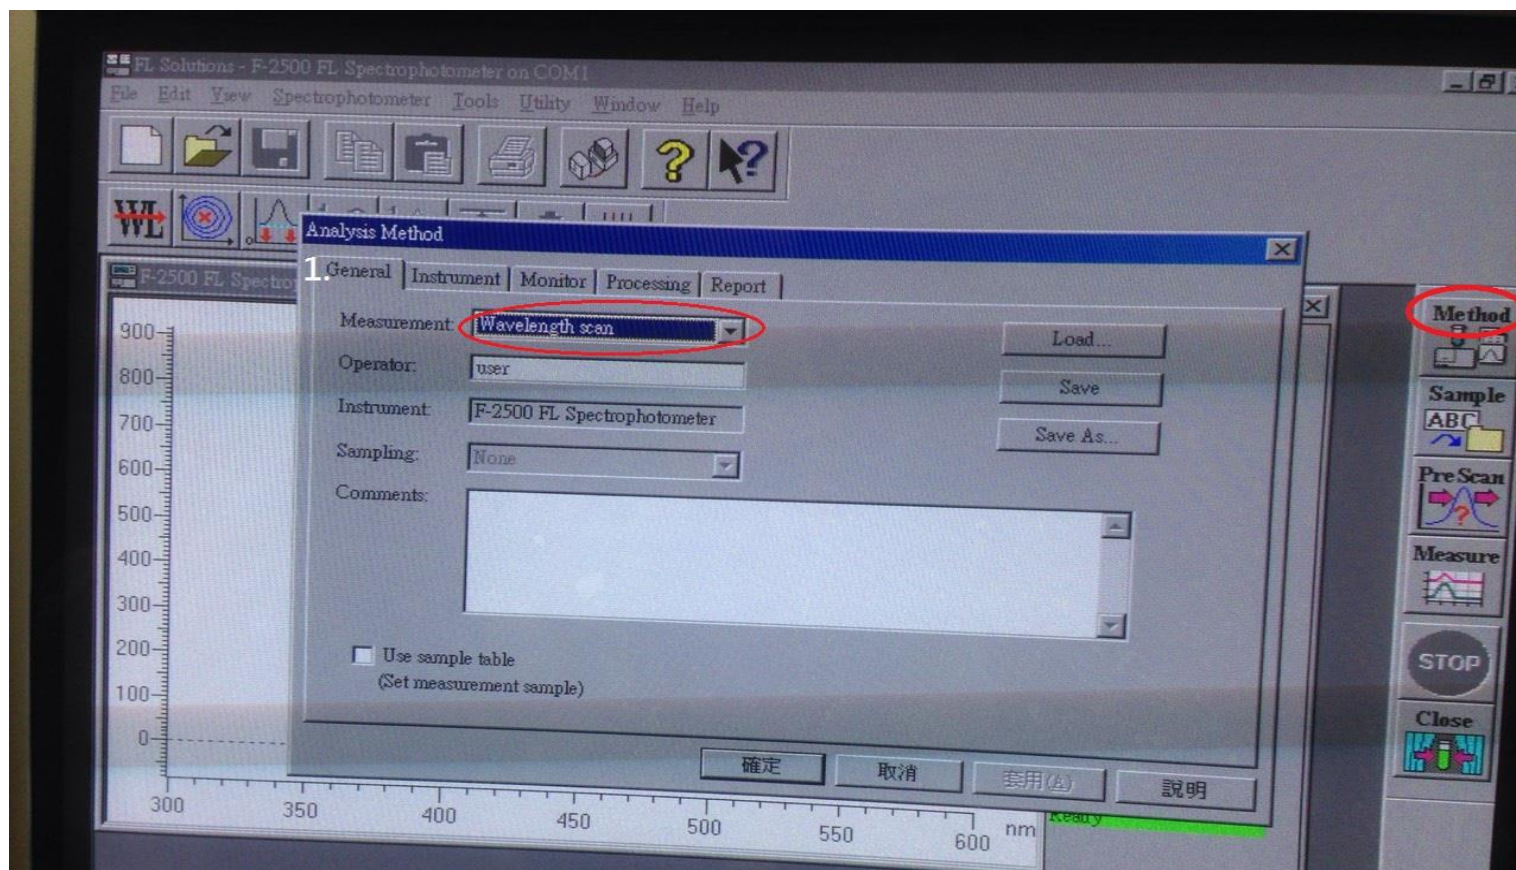 FL Solutions - F-2500 FL Spectrophotometer on COM1
File Edit View Spectrophotometer Tools Utility Window Help
WL
Analysis Method
F-2500 FL Spectro
1.
General Instrument Monitor Processing Report
Measurement: Wavelength scan
Load...
Operator: user
Save
Instrument: F-2500 FL Spectrophotometer
Save As...
Sampling: None
Comments:
Use sample table
(Set measurement sample)
確定 取消 套用(A) 説明
900
800
700
600
500
400
300
200
100
0
300 350 400 450 500 550 600 nm
Ready
Method
Sample
ABC
Pre Scan
?
Measure
STOP
Close